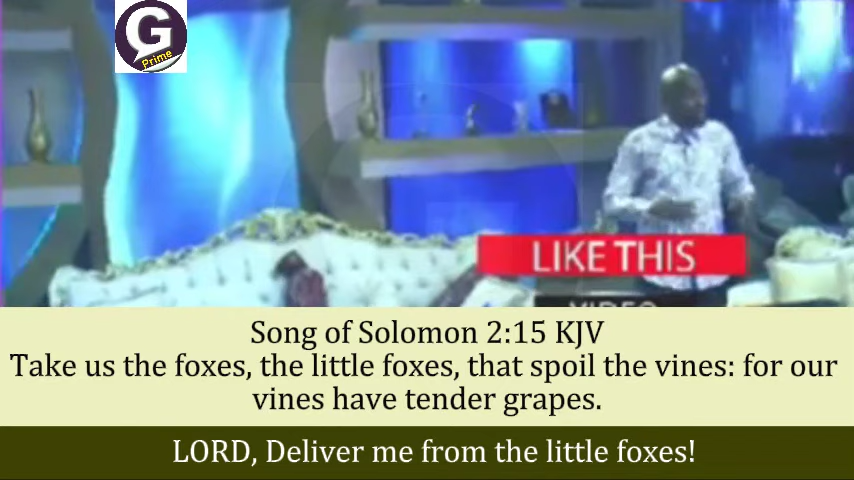 G
Prime
LIKE THIS
VIDEO
Song of Solomon 2:15 KJV
Take us the foxes, the little foxes, that spoil the vines: for our
vines have tender grapes.
LORD, Deliver me from the little foxes!